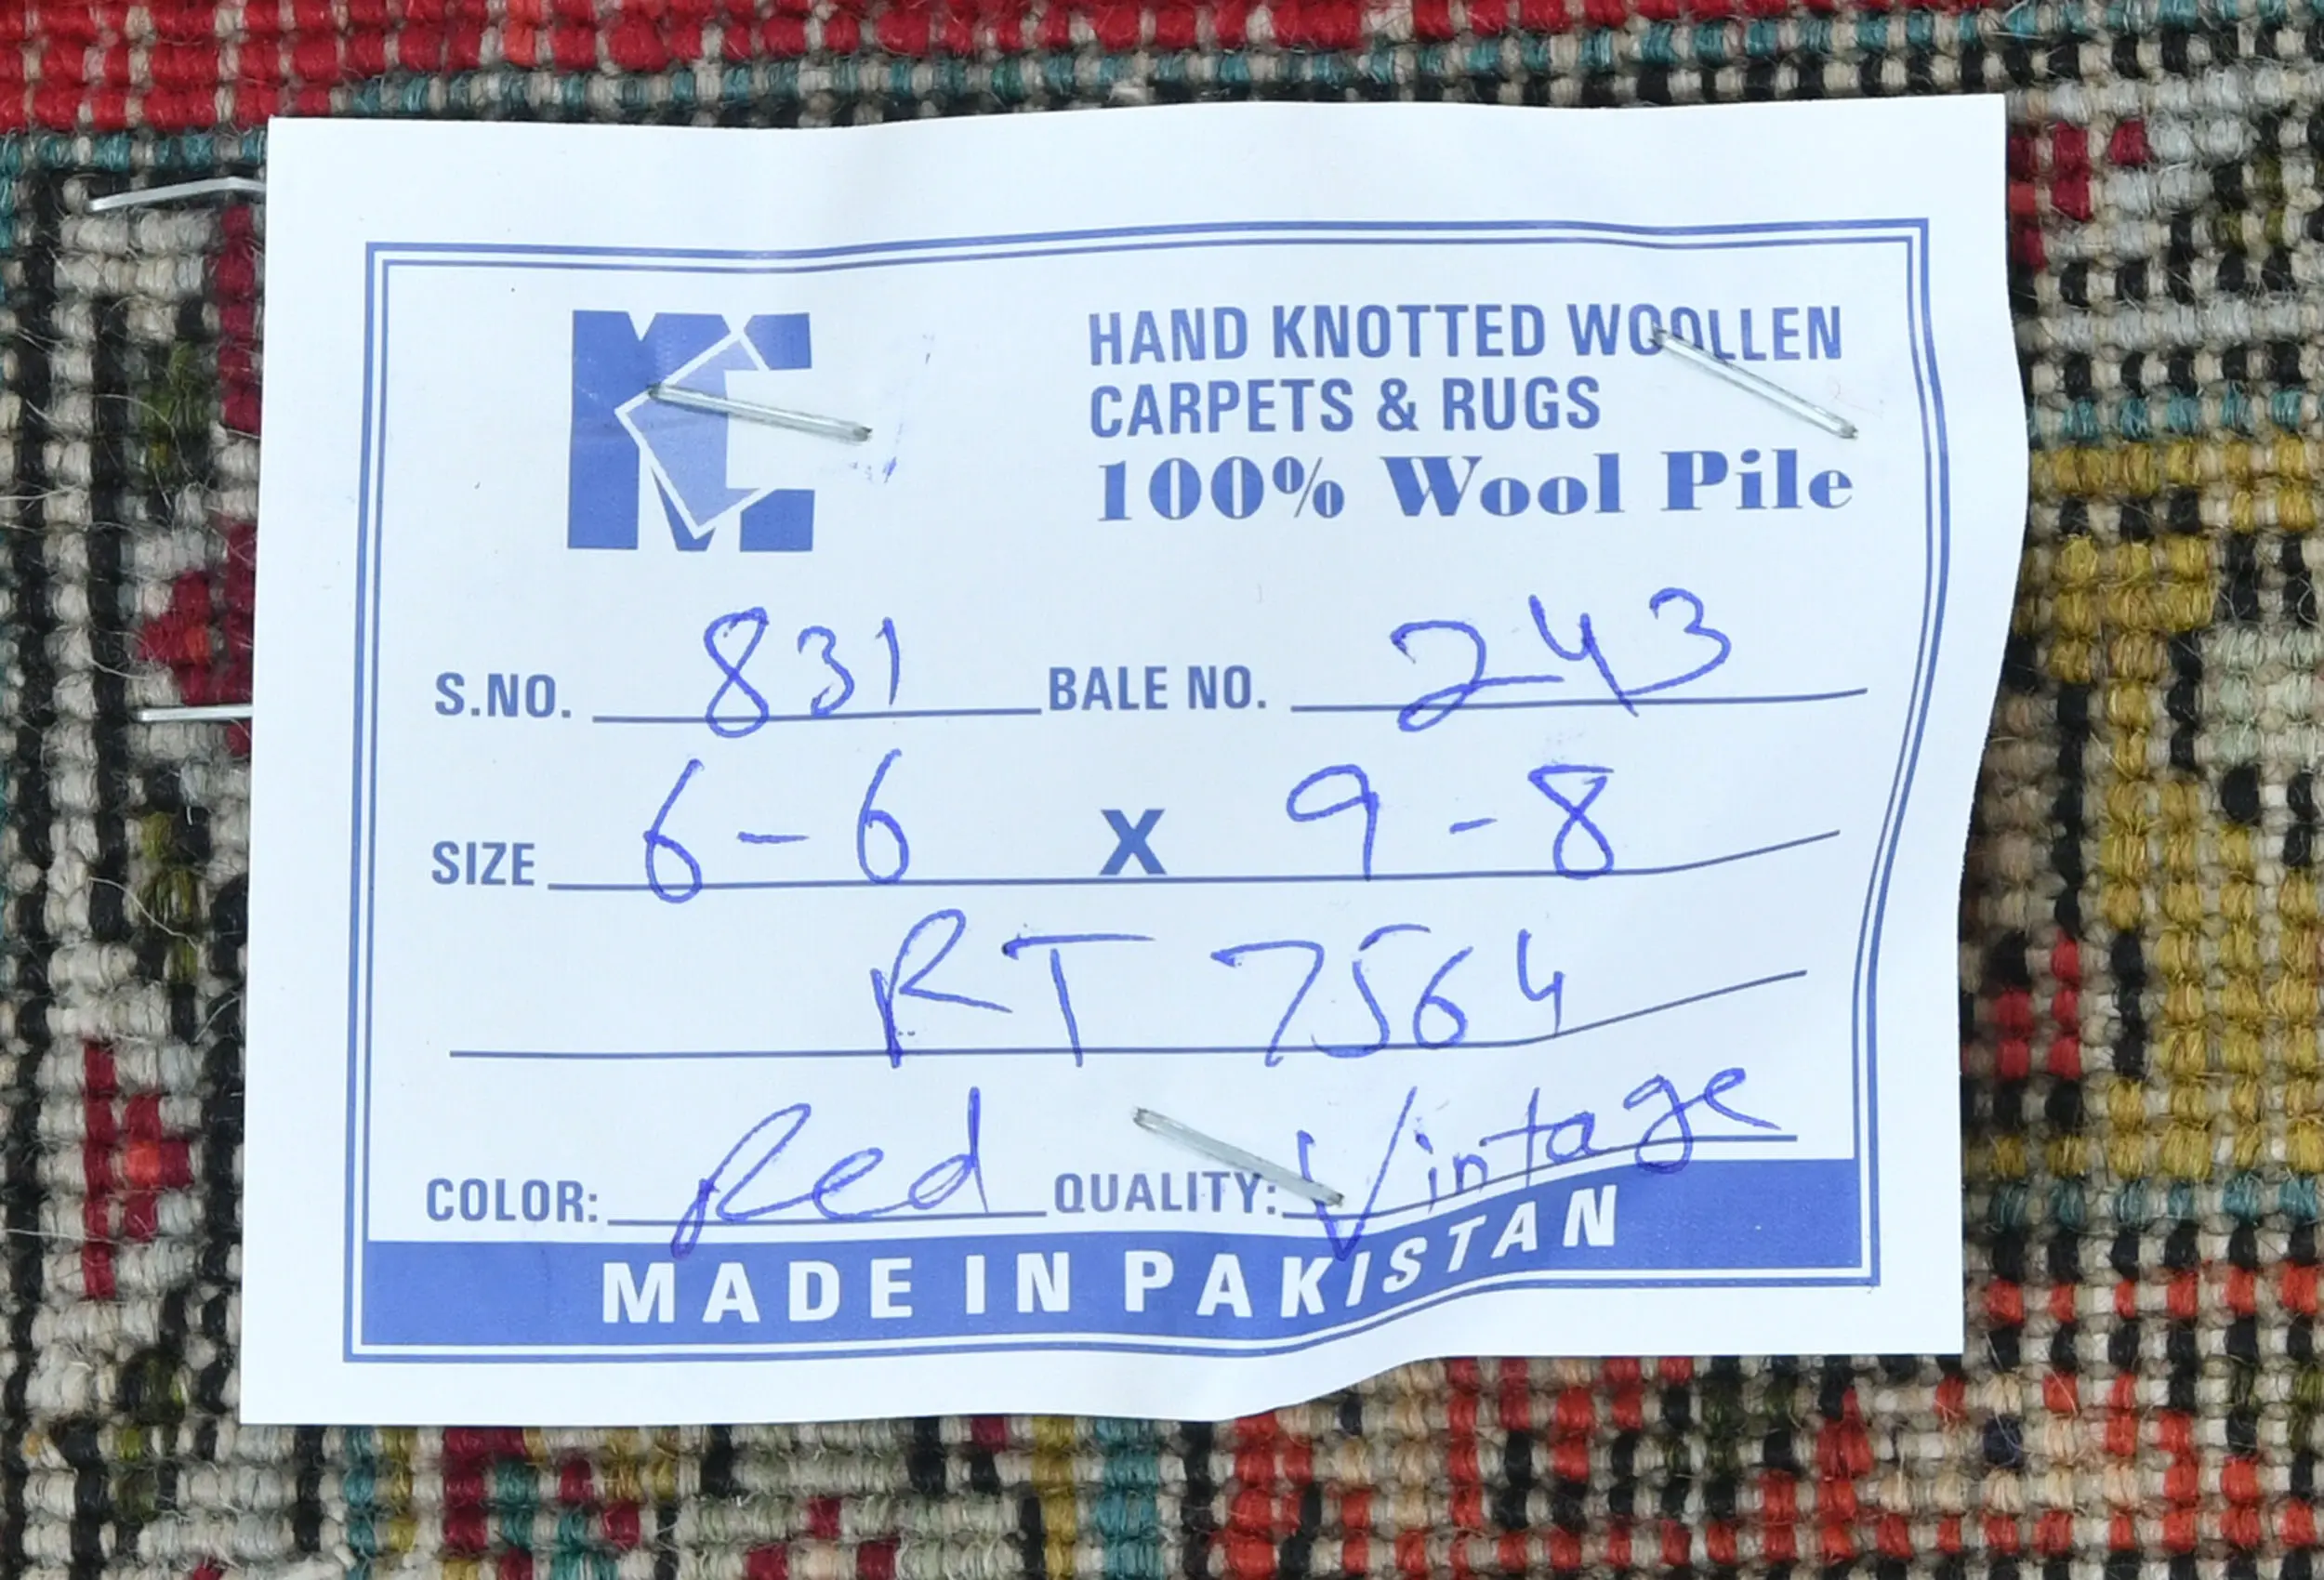 MC
HAND KNOTTED WOOLLEN
CARPETS & RUGS
100% Wool Pile
S.NO. 831 BALE NO. 243
SIZE 6-6 X 9-8
RT 7564
COLOR: Red QUALITY: Vintage
MADE IN PAKISTAN